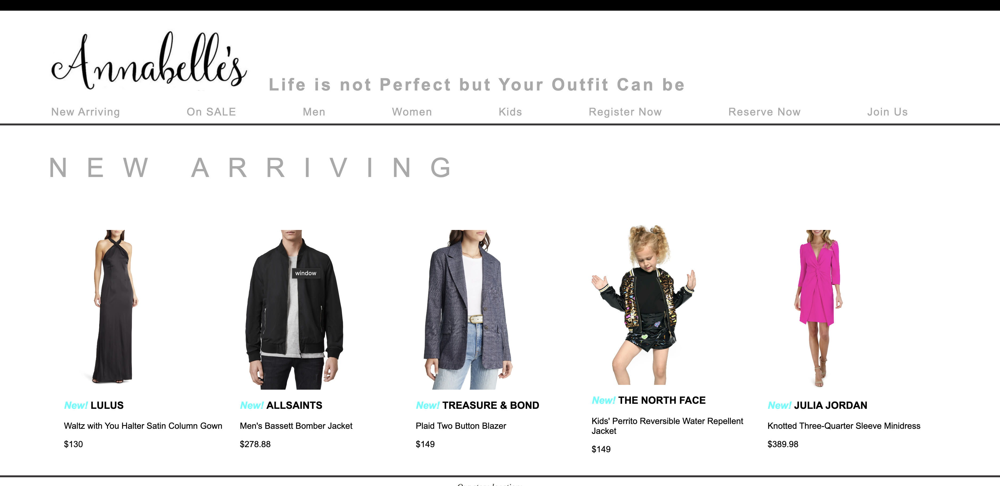 Annabelle's
Life is not Perfect but Your Outfit Can be
New Arriving On SALE Men Women Kids Register Now Reserve Now Join Us
NEW ARRIVING
window
New! LULUS
Waltz with You Halter Satin Column Gown
$130
New! ALLSAINTS
Men's Bassett Bomber Jacket
$278.88
New! TREASURE & BOND
Plaid Two Button Blazer
$149
New! THE NORTH FACE
Kids' Perrito Reversible Water Repellent
Jacket
$149
New! JULIA JORDAN
Knotted Three-Quarter Sleeve Minidress
$389.98